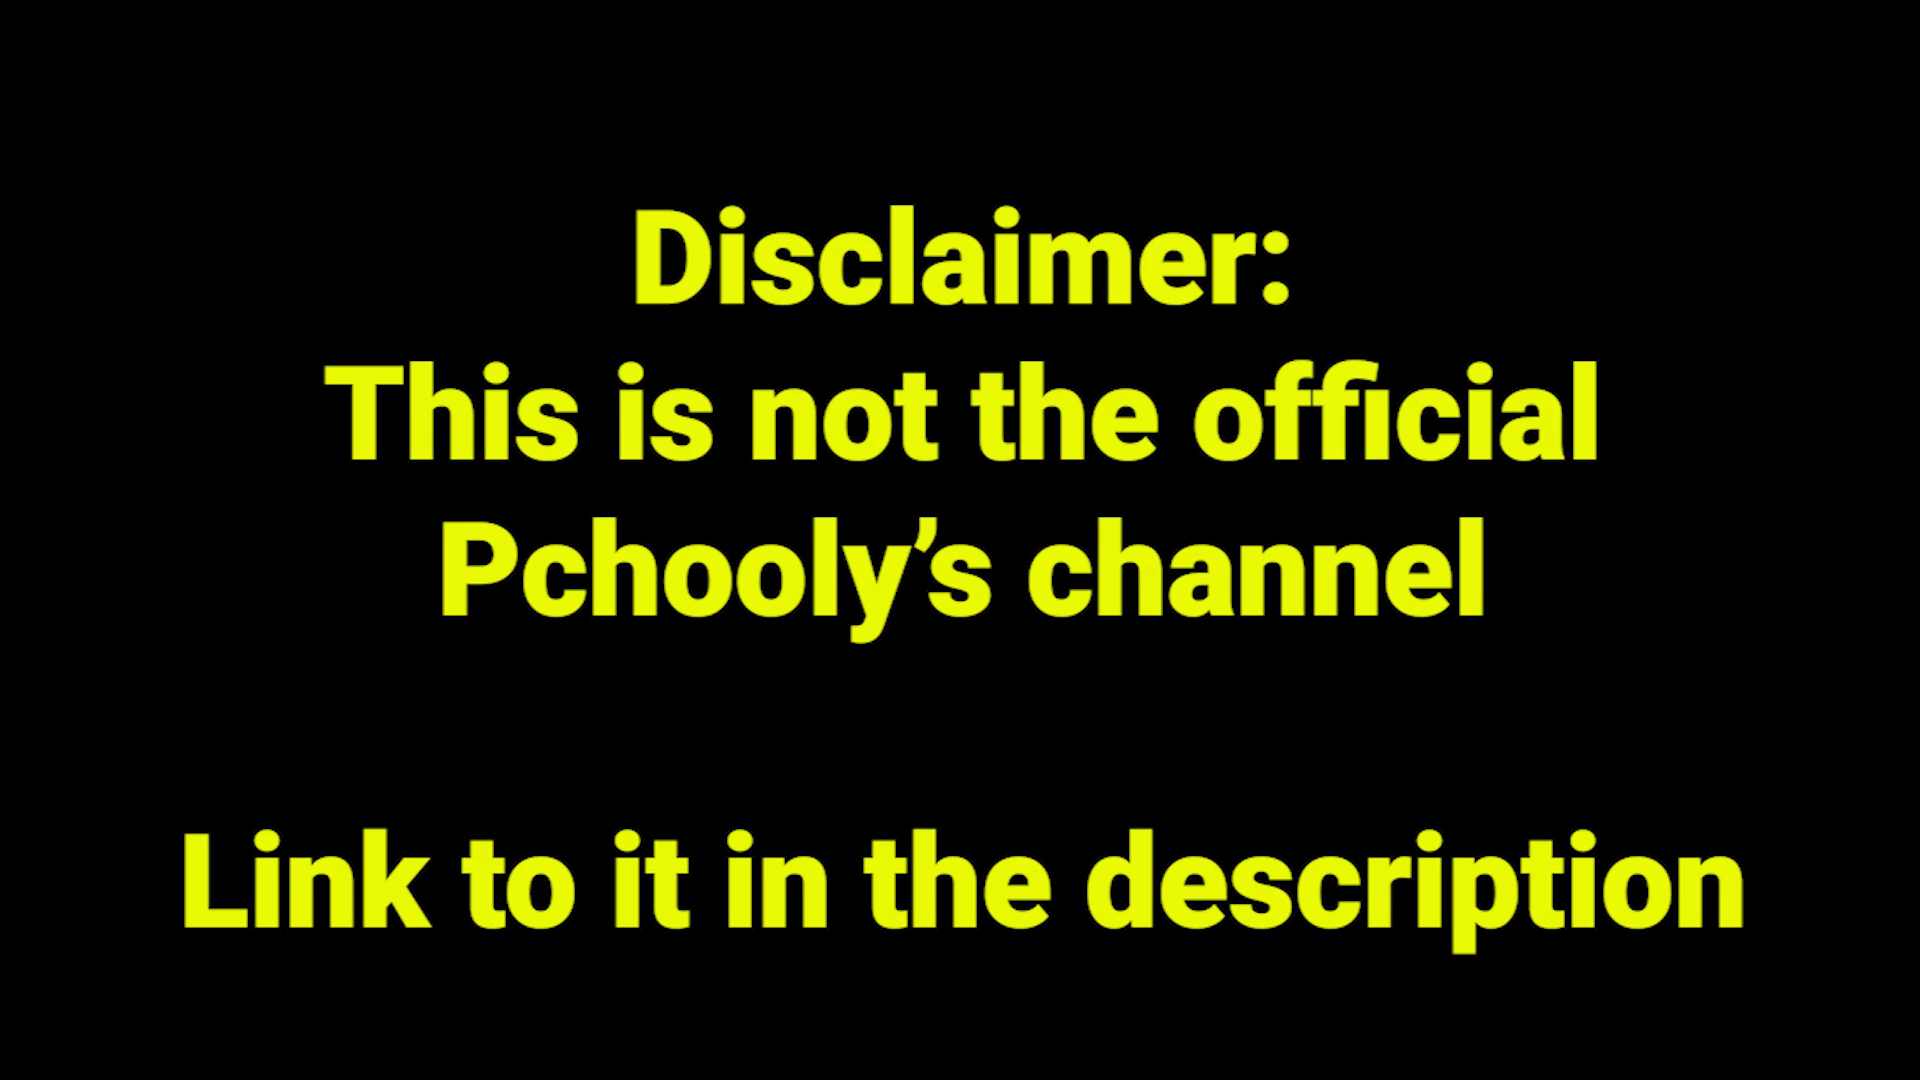 Disclaimer:
This is not the official
Pchooly’s channel
Link to it in the description